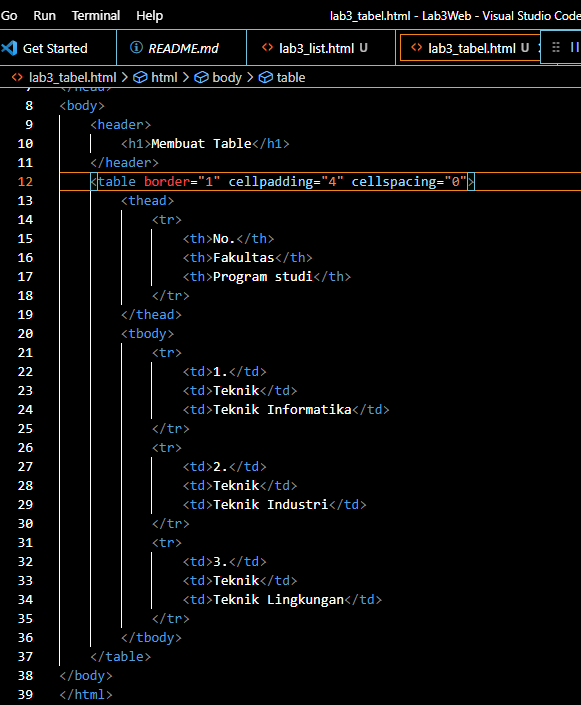 Go Run Terminal Help lab3_tabel.html - Lab3Web - Visual Studio Code
Get Started README.md lab3_list.html U lab3_tabel.html U
lab3_tabel.html > html > body > table
7 </head>
8 <body>
9 <header>
10 <h1>Membuat Table</h1>
11 </header>
12 <table border="1" cellpadding="4" cellspacing="0">
13 <thead>
14 <tr>
15 <th>No.</th>
16 <th>Fakultas</th>
17 <th>Program studi</th>
18 </tr>
19 </thead>
20 <tbody>
21 <tr>
22 <td>1.</td>
23 <td>Teknik</td>
24 <td>Teknik Informatika</td>
25 </tr>
26 <tr>
27 <td>2.</td>
28 <td>Teknik</td>
29 <td>Teknik Industri</td>
30 </tr>
31 <tr>
32 <td>3.</td>
33 <td>Teknik</td>
34 <td>Teknik Lingkungan</td>
35 </tr>
36 </tbody>
37 </table>
38 </body>
39 </html>